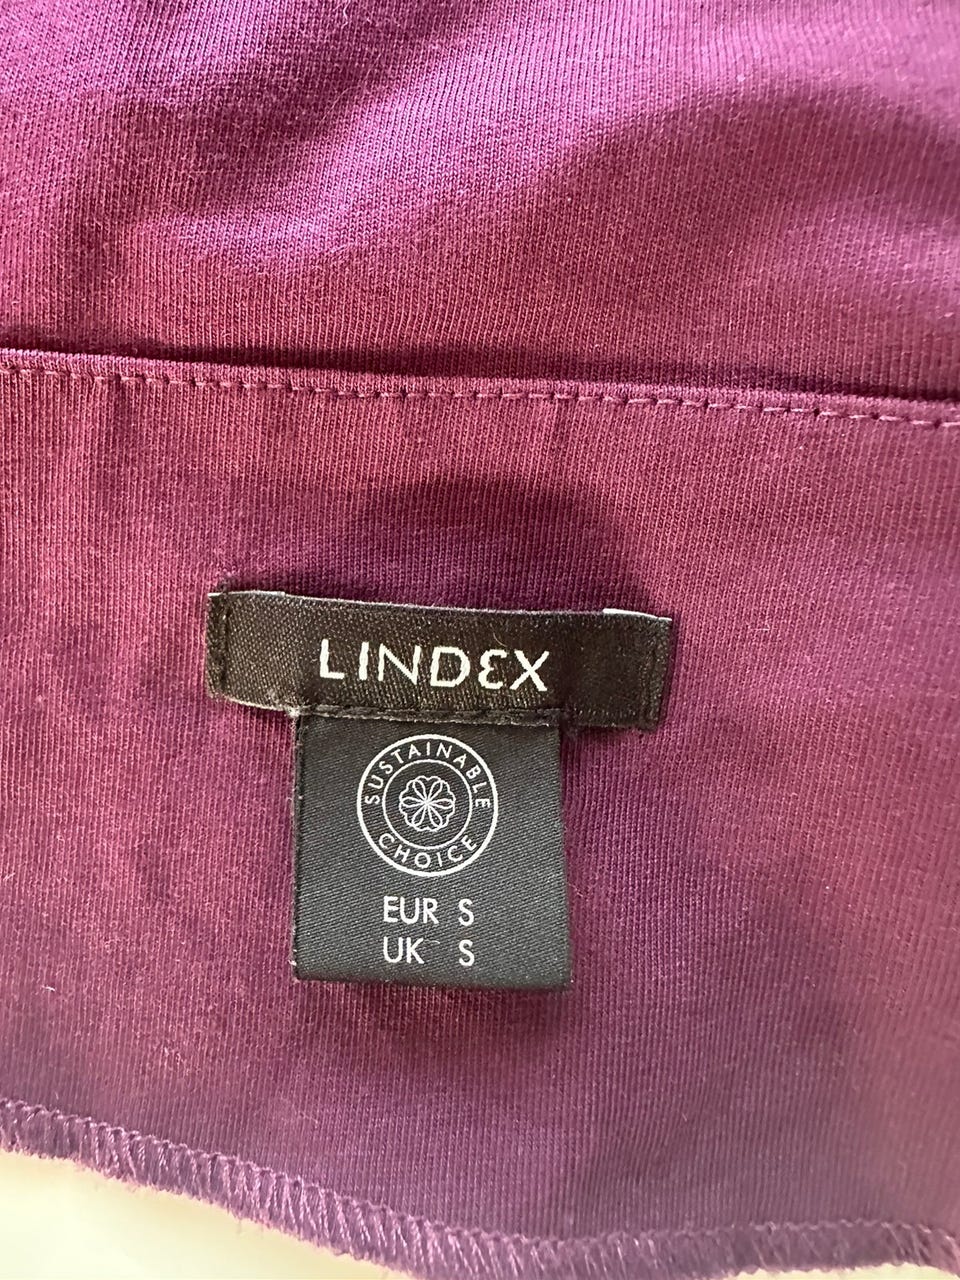 LINDEX
SUSTAINABLE
CHOICE
EUR S
UK S